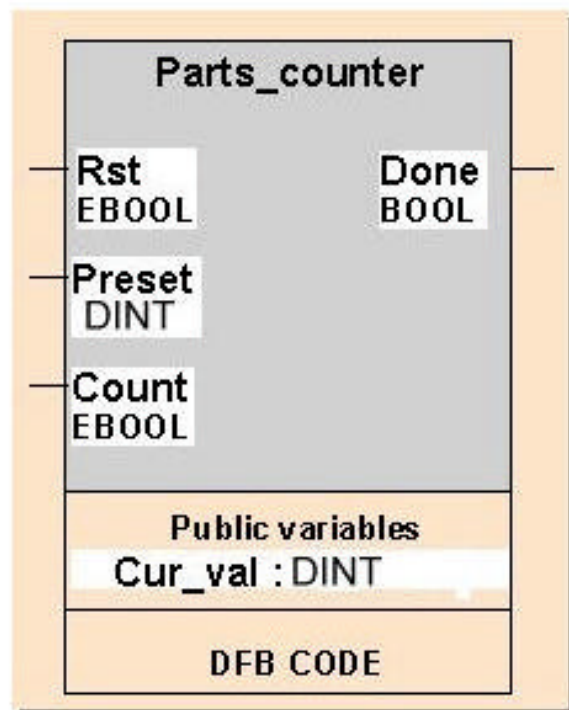 Parts_counter
Rst
EBOOL
Done
BOOL
Preset
DINT
Count
EBOOL
Public variables
Cur_val : DINT
DFB CODE